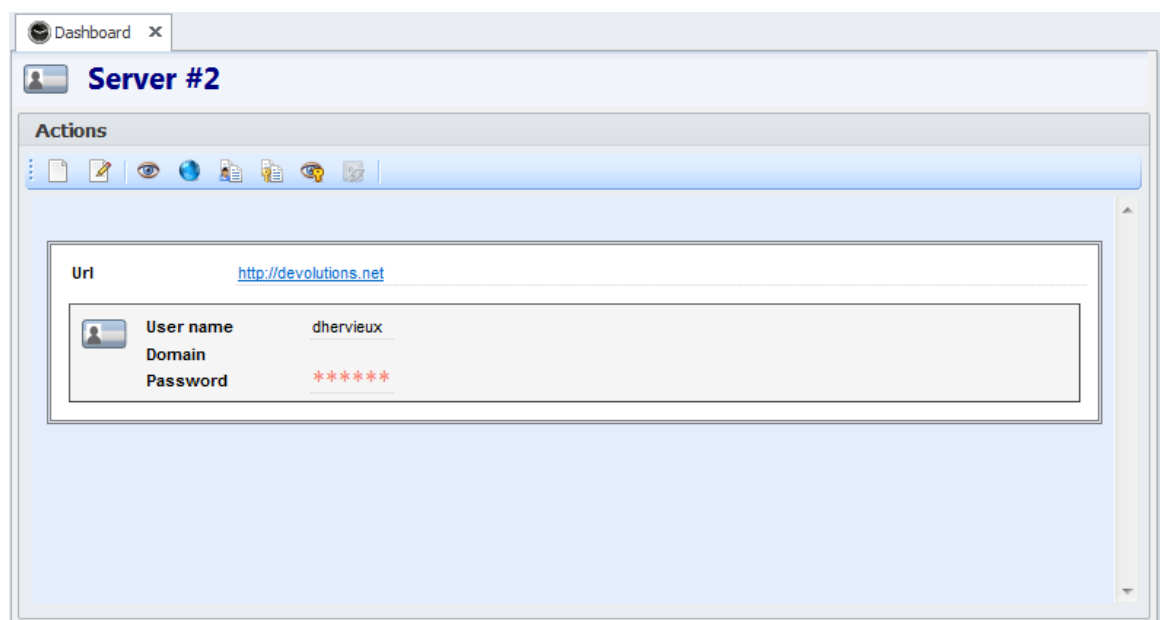 Dashboard x
Server #2
Actions
Url http://devolutions.net
User name dhervieux
Domain
Password ******